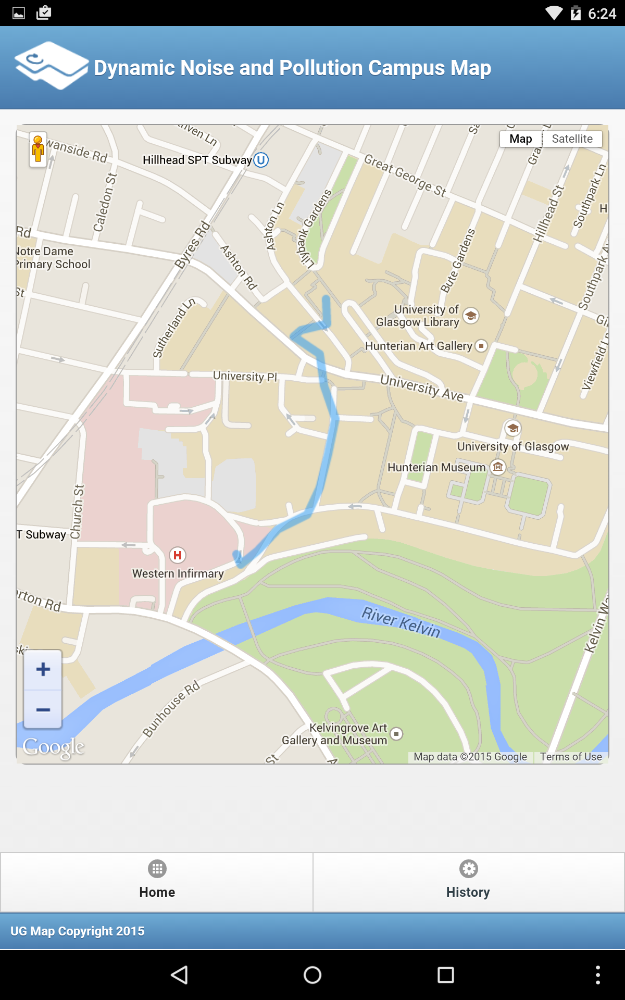 6:24
Dynamic Noise and Pollution Campus Map
Map
Satellite
Hillhead SPT Subway
U
Great George St
Caledon St
Lilybank Gardens
Ashton Ln
Hillhead St
Southpark Ln
H
Rd
Byres Rd
Ashton Rd
Bute Gardens
Notre Dame
Primary School
St
Sutherland Ln
University of
Glasgow Library
Hunterian Art Gallery
Viewfield Ln
University Pl
University Ave
University of Glasgow
Hunterian Museum
M
Church St
T Subway
H
Western Infirmary
River Kelvin
Bunhouse Rd
+
−
Google
Kelvingrove Art
Gallery and Museum
St
Map data ©2015 Google
Terms of Use
Home
History
UG Map Copyright 2015